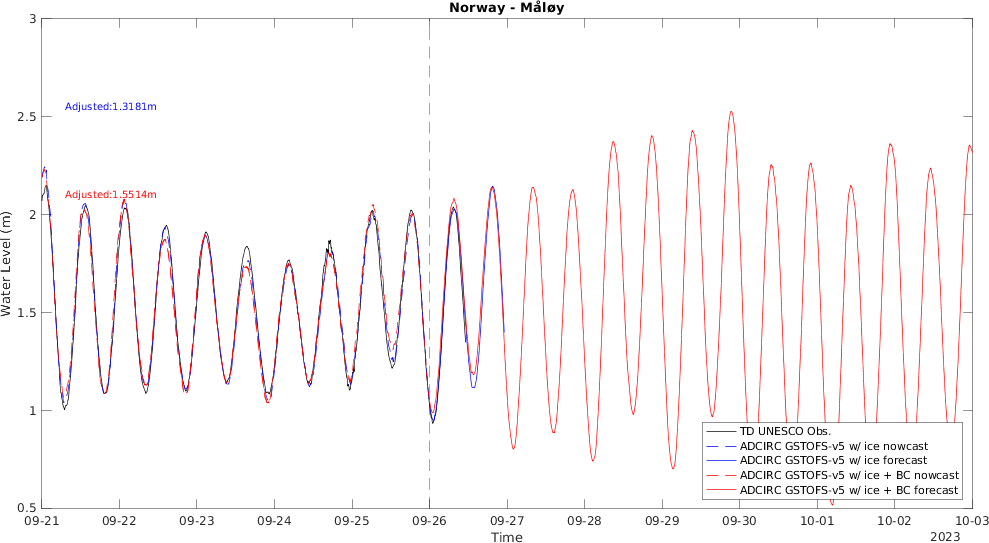 Norway - Måløy
3
2.5
2
1.5
1
0.5
Water Level (m)
Adjusted:1.3181m
Adjusted:1.5514m
TD UNESCO Obs.
ADCIRC GSTOFS-v5 w/ ice nowcast
ADCIRC GSTOFS-v5 w/ ice forecast
ADCIRC GSTOFS-v5 w/ ice + BC nowcast
ADCIRC GSTOFS-v5 w/ ice + BC forecast
09-21 09-22 09-23 09-24 09-25 09-26 09-27 09-28 09-29 09-30 10-01 10-02 10-03
Time
2023